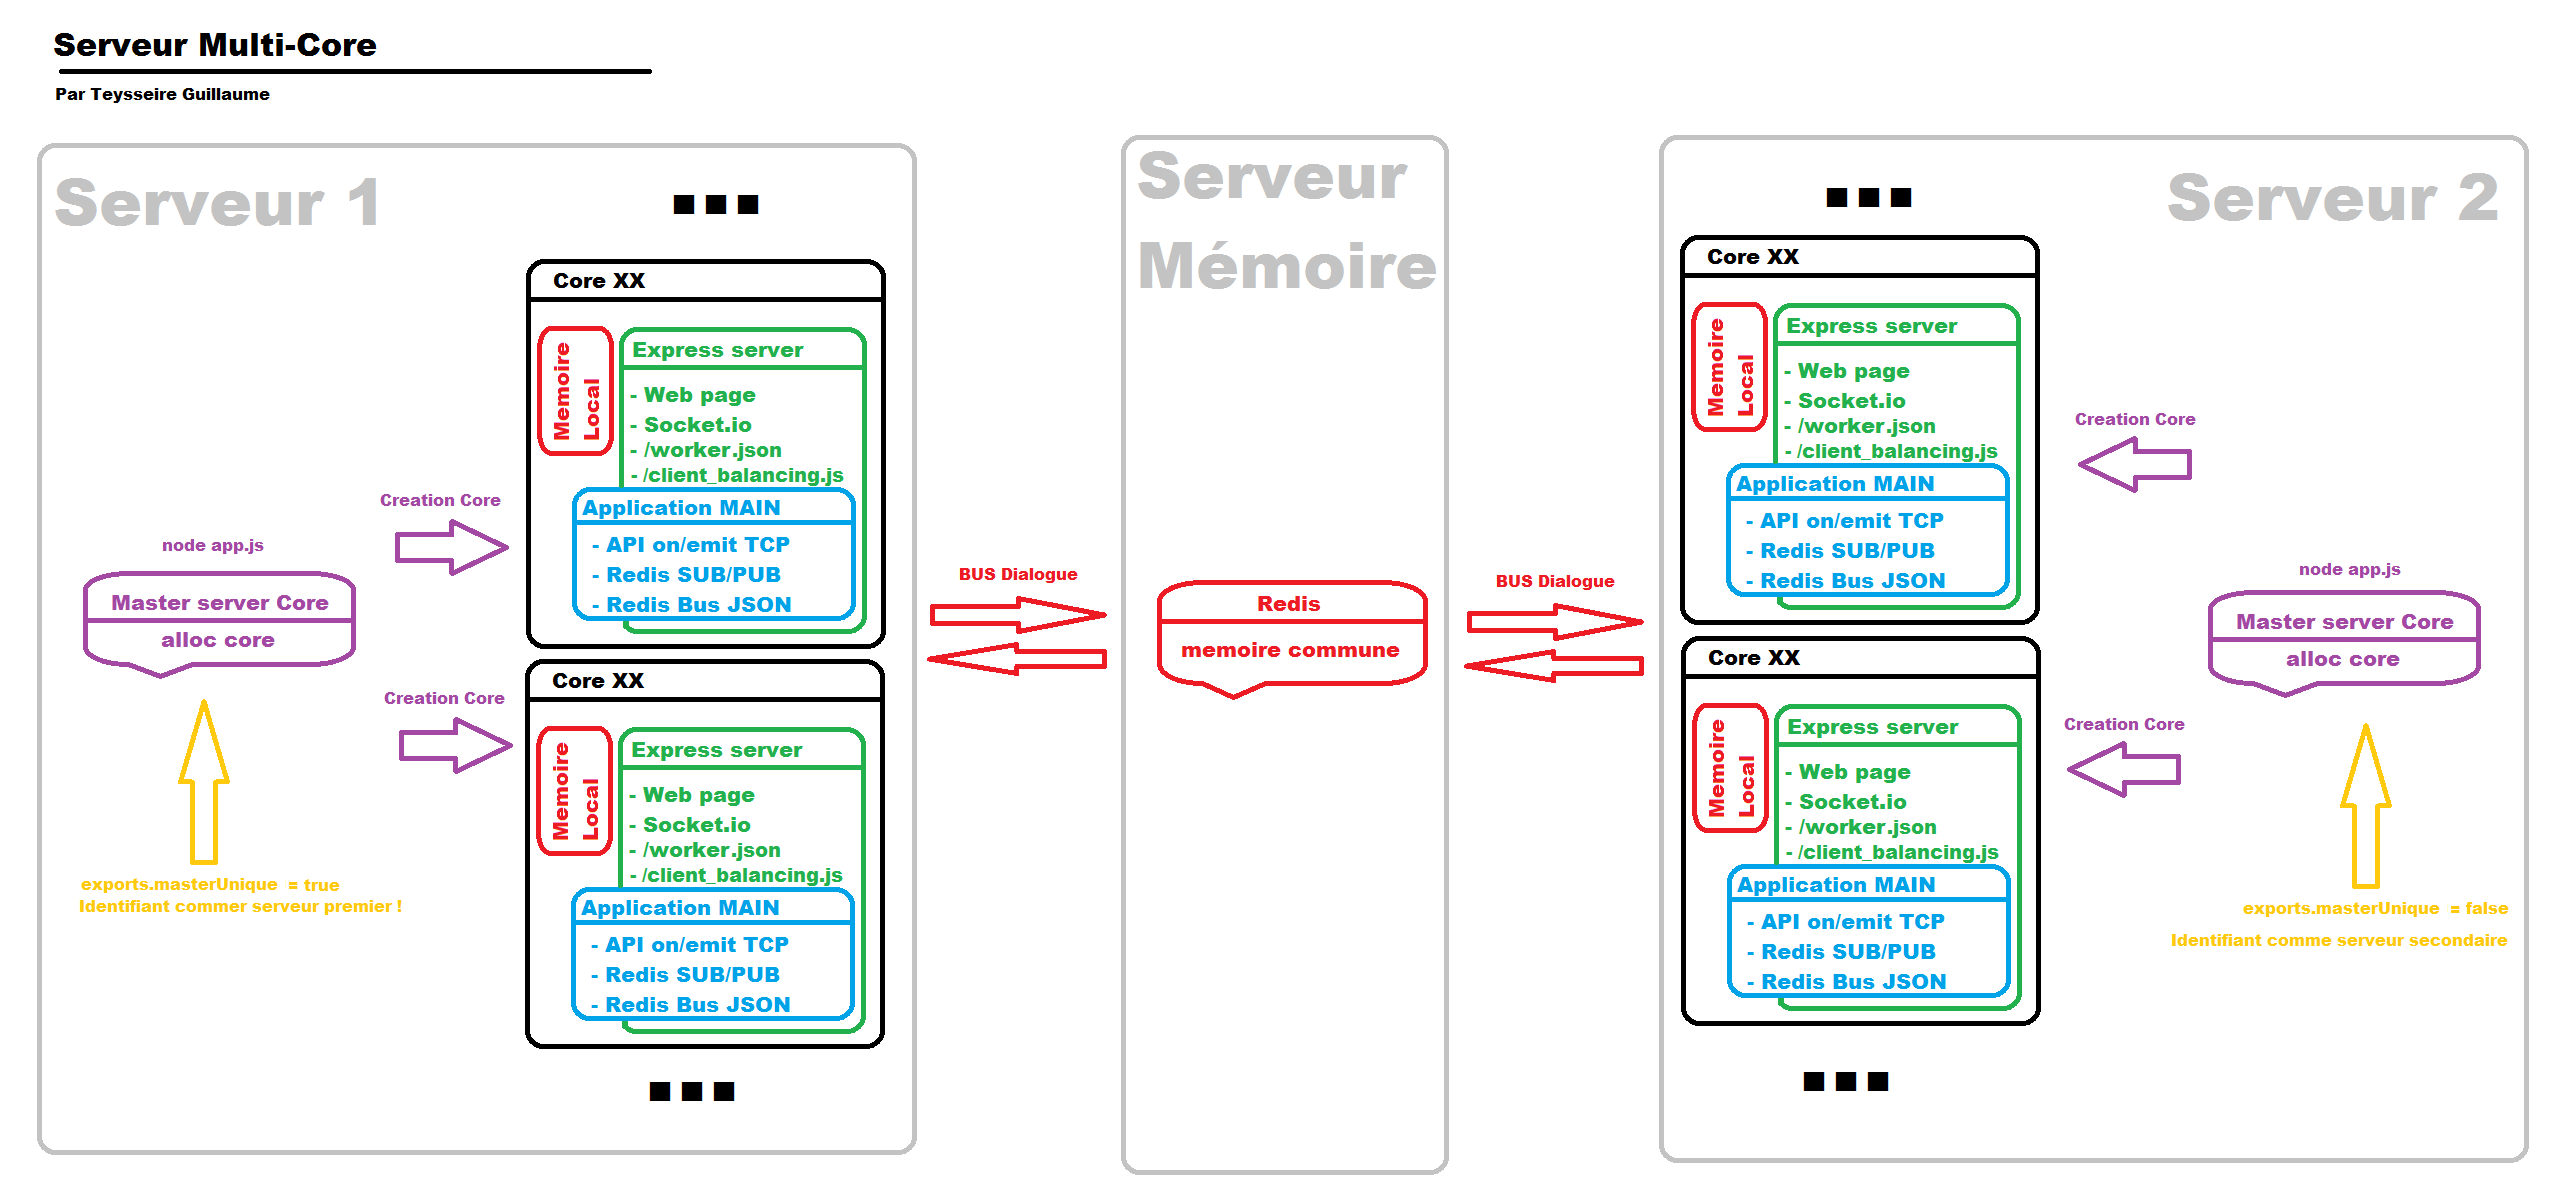 Serveur Multi-Core
Par Teysseire Guillaume
Serveur 1
Core XX
Memoire
Local
Express server
- Web page
- Socket.io
- /worker.json
- /client_balancing.js
Application MAIN
- API on/emit TCP
- Redis SUB/PUB
- Redis Bus JSON
Creation Core
node app.js
Master server Core
alloc core
Creation Core
exports.masterUnique = true
Identifiant commer serveur premier !
Core XX
Memoire
Local
Express server
- Web page
- Socket.io
- /worker.json
- /client_balancing.js
Application MAIN
- API on/emit TCP
- Redis SUB/PUB
- Redis Bus JSON
BUS Dialogue
Serveur
Mémoire
Redis
memoire commune
BUS Dialogue
Serveur 2
Core XX
Memoire
Local
Express server
- Web page
- Socket.io
- /worker.json
- /client_balancing.js
Application MAIN
- API on/emit TCP
- Redis SUB/PUB
- Redis Bus JSON
Creation Core
node app.js
Master server Core
alloc core
Core XX
Memoire
Local
Express server
- Web page
- Socket.io
- /worker.json
- /client_balancing.js
Application MAIN
- API on/emit TCP
- Redis SUB/PUB
- Redis Bus JSON
Creation Core
exports.masterUnique = false
Identifiant comme serveur secondaire